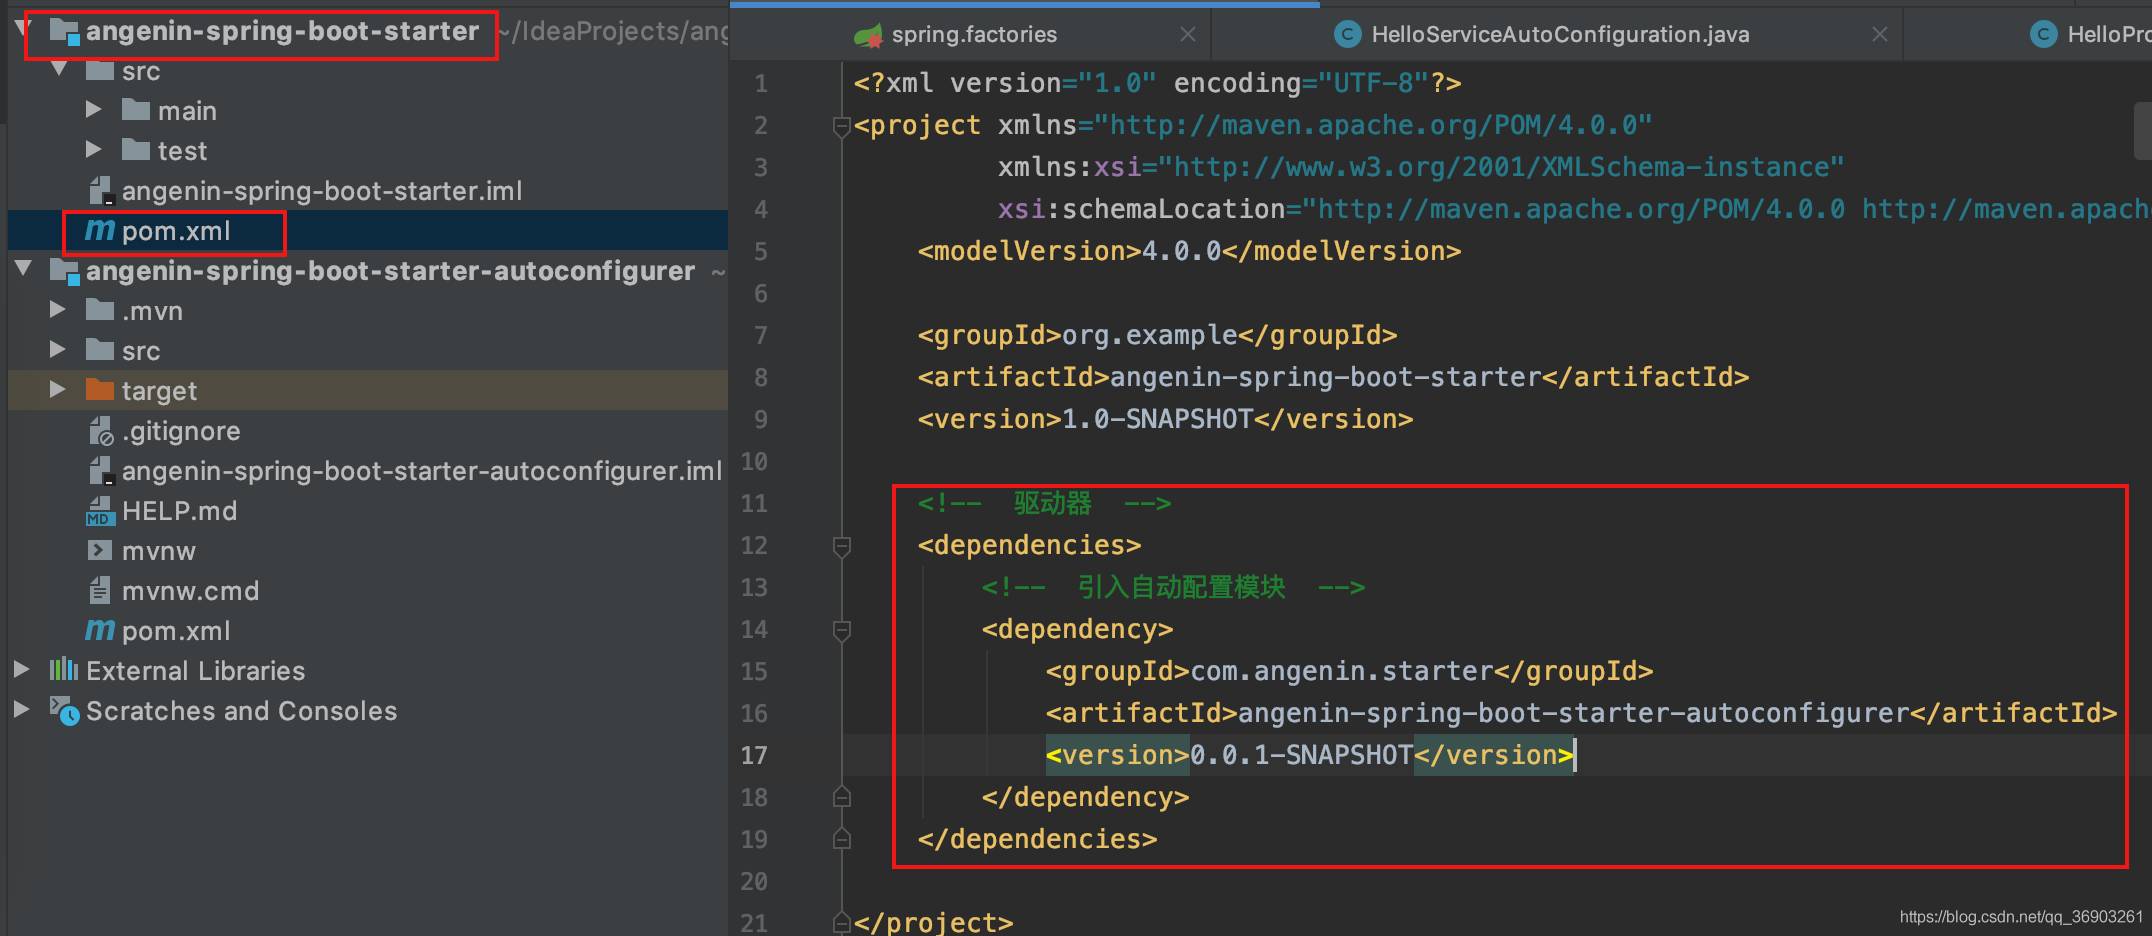 angenin-spring-boot-starter ~/IdeaProjects/ang
src
main
test
angenin-spring-boot-starter.iml
pom.xml
angenin-spring-boot-starter-autoconfigurer ~
.mvn
src
target
.gitignore
angenin-spring-boot-starter-autoconfigurer.iml
HELP.md
mvnw
mvnw.cmd
pom.xml
External Libraries
Scratches and Consoles
spring.factories
HelloServiceAutoConfiguration.java
HelloPro
1 <?xml version="1.0" encoding="UTF-8"?>
2 <project xmlns="http://maven.apache.org/POM/4.0.0"
3 xmlns:xsi="http://www.w3.org/2001/XMLSchema-instance"
4 xsi:schemaLocation="http://maven.apache.org/POM/4.0.0 http://maven.apach
5 <modelVersion>4.0.0</modelVersion>
6
7 <groupId>org.example</groupId>
8 <artifactId>angenin-spring-boot-starter</artifactId>
9 <version>1.0-SNAPSHOT</version>
10
11 <!-- 驱动器 -->
12 <dependencies>
13 <!-- 引入自动配置模块 -->
14 <dependency>
15 <groupId>com.angenin.starter</groupId>
16 <artifactId>angenin-spring-boot-starter-autoconfigurer</artifactId>
17 <version>0.0.1-SNAPSHOT</version>
18 </dependency>
19 </dependencies>
20
21 </project>
https://blog.csdn.net/qq_36903261